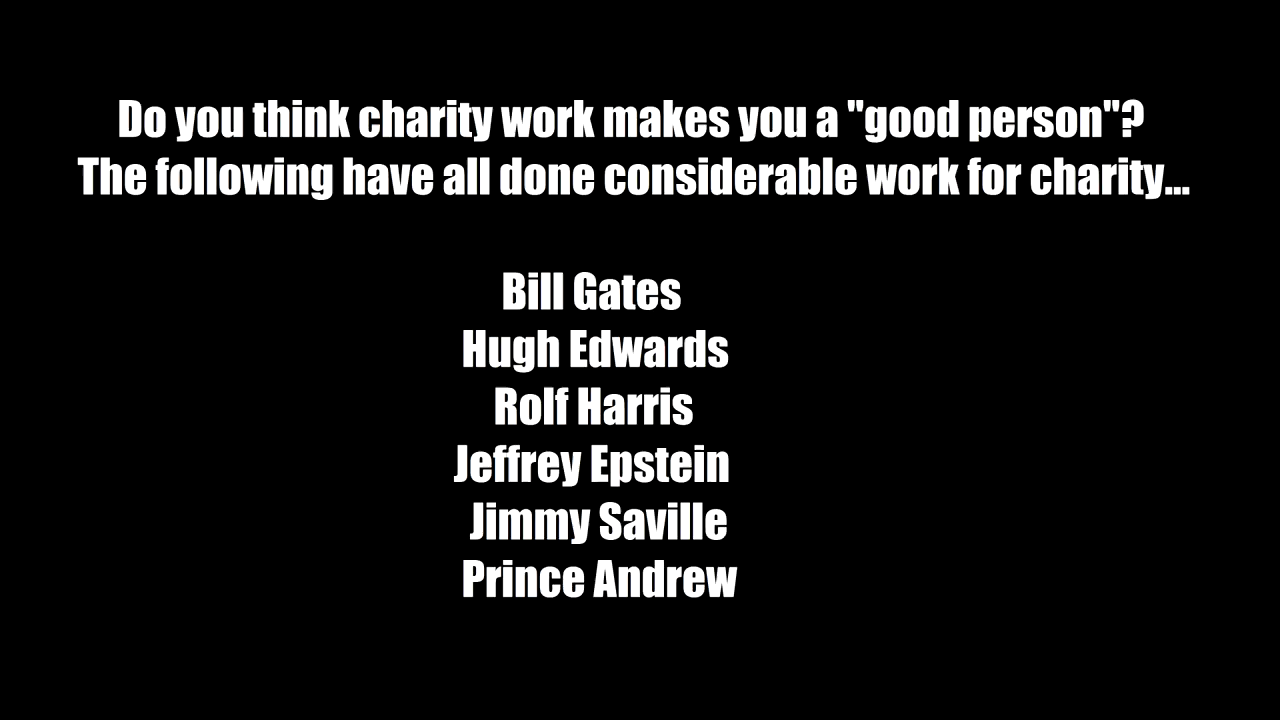 Do you think charity work makes you a "good person"?
The following have all done considerable work for charity...
Bill Gates
Hugh Edwards
Rolf Harris
Jeffrey Epstein
Jimmy Saville
Prince Andrew